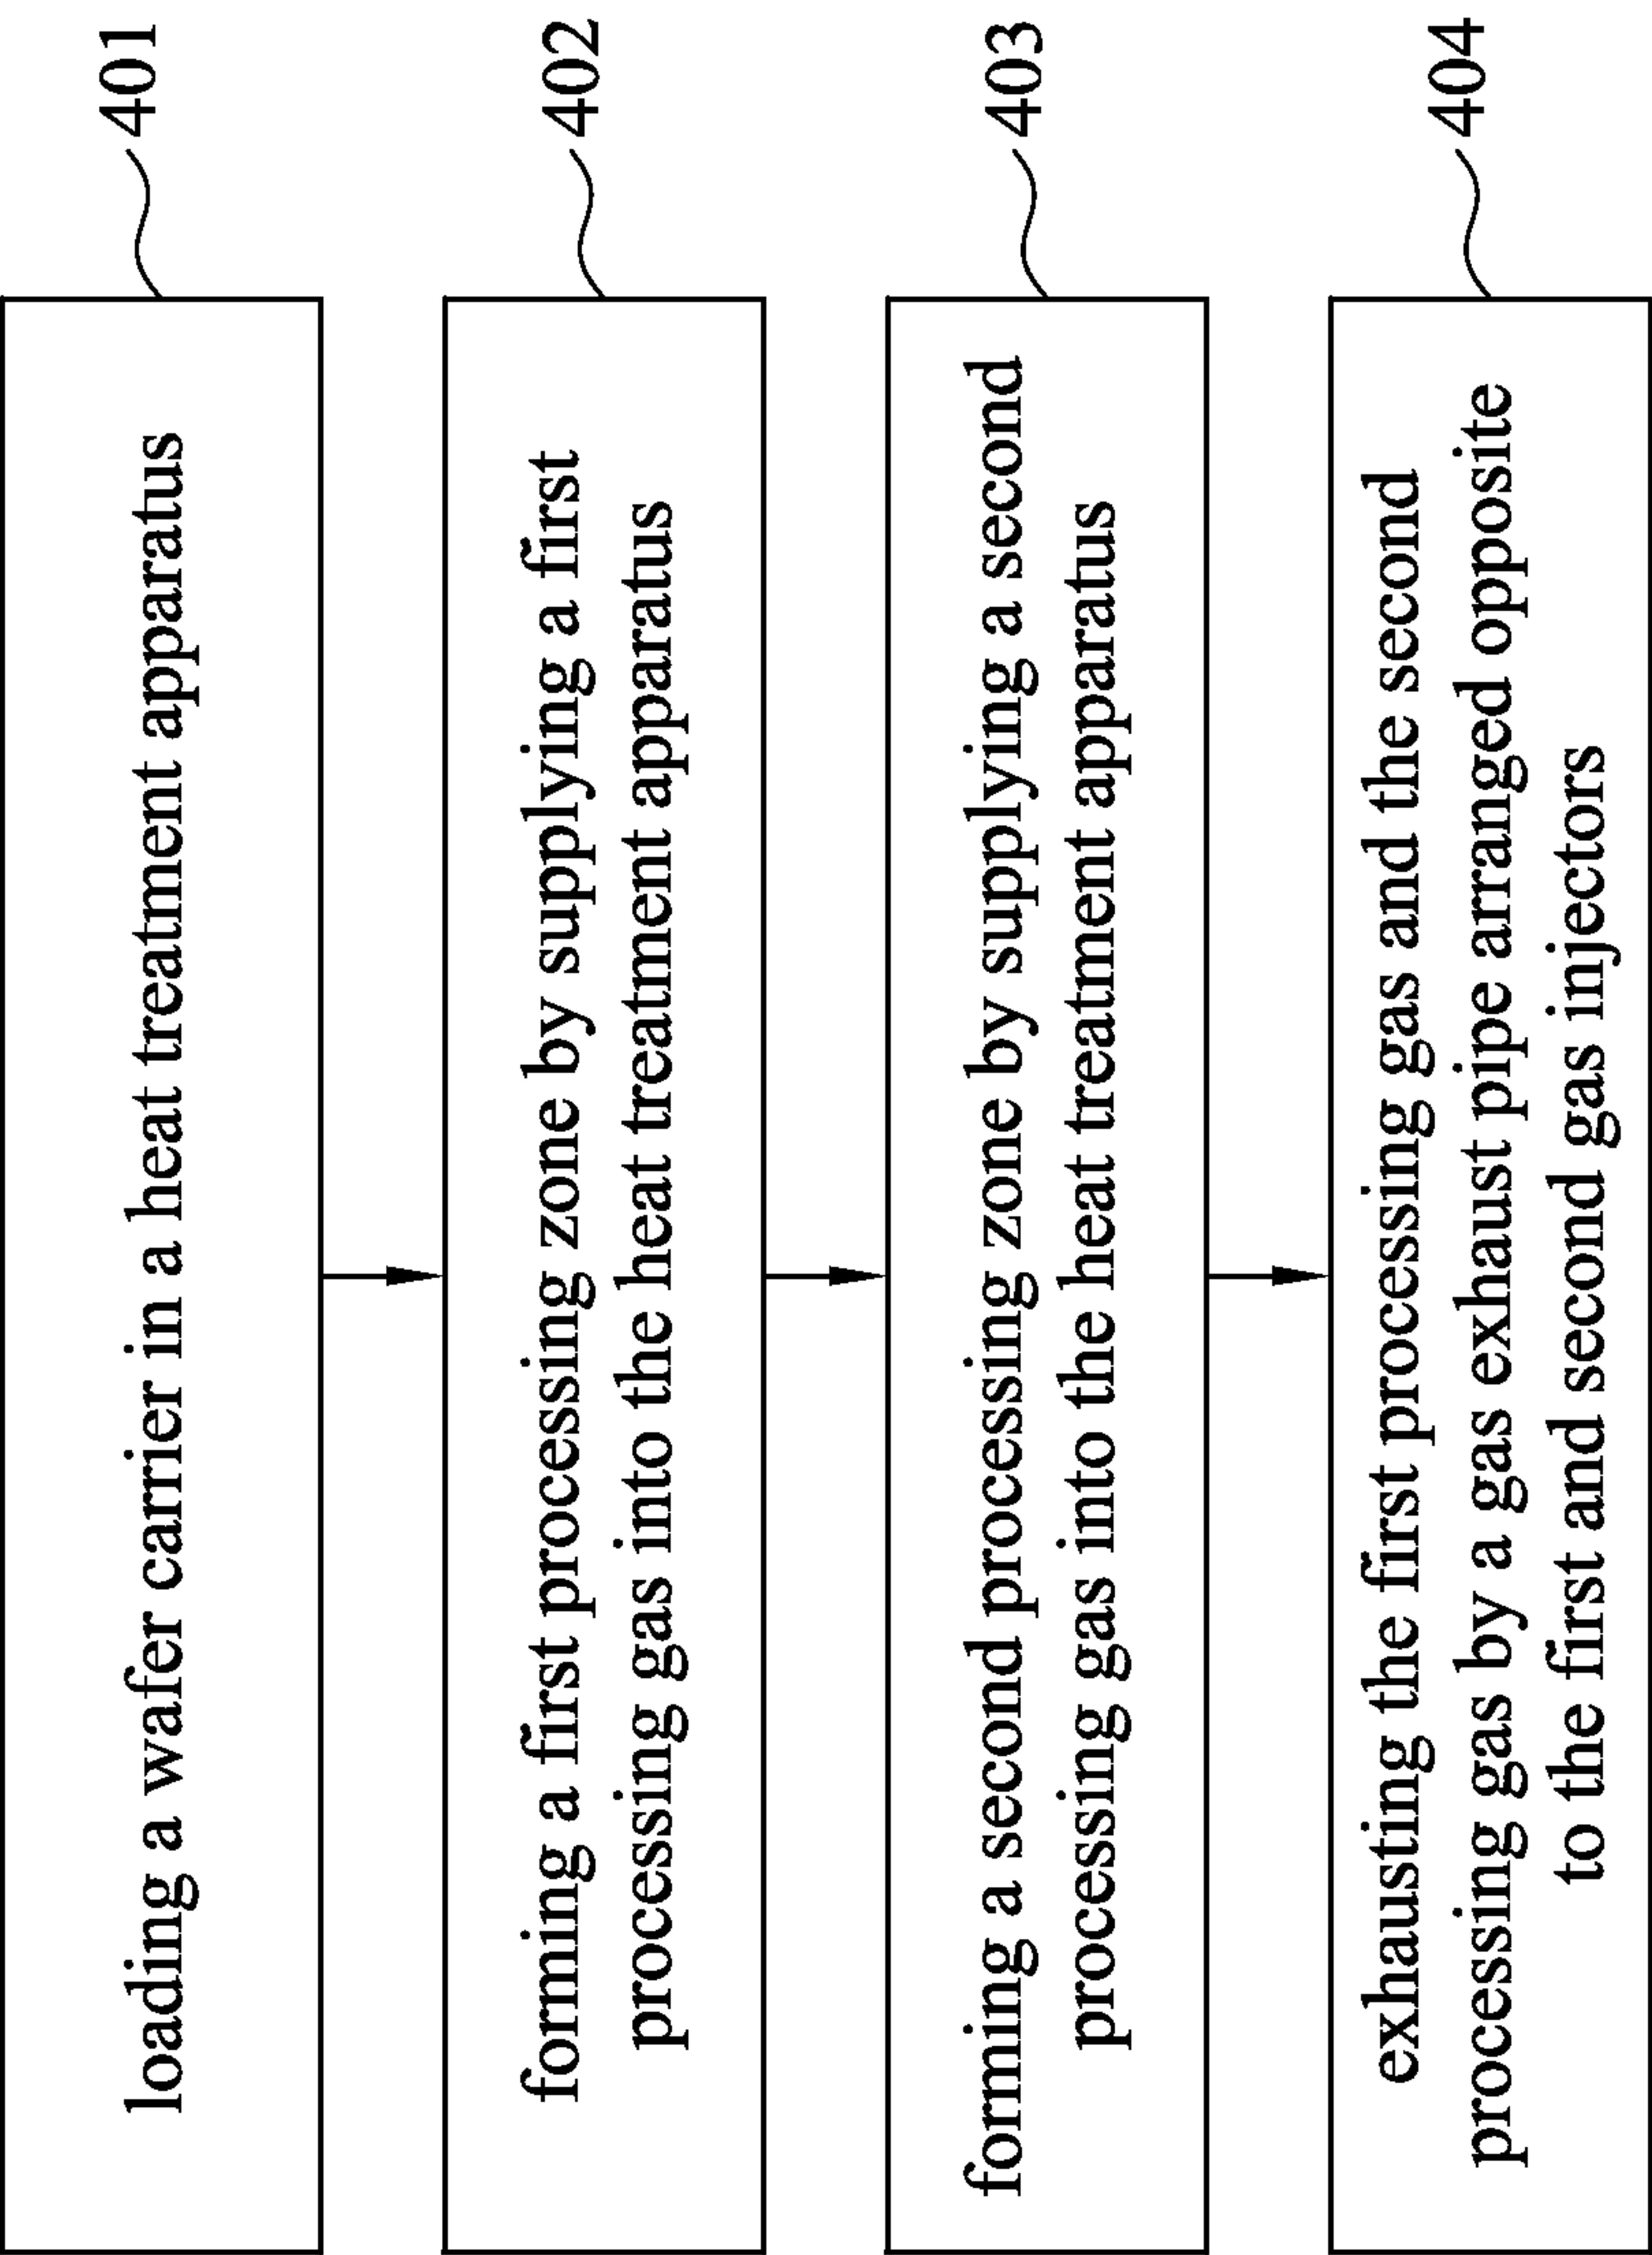 401
loading a wafer carrier in a heat treatment apparatus
402
forming a first processing zone by supplying a first
processing gas into the heat treatment apparatus
403
forming a second processing zone by supplying a second
processing gas into the heat treatment apparatus
404
exhausting the first processing gas and the second
processing gas by a gas exhaust pipe arranged opposite
to the first and second gas injectors